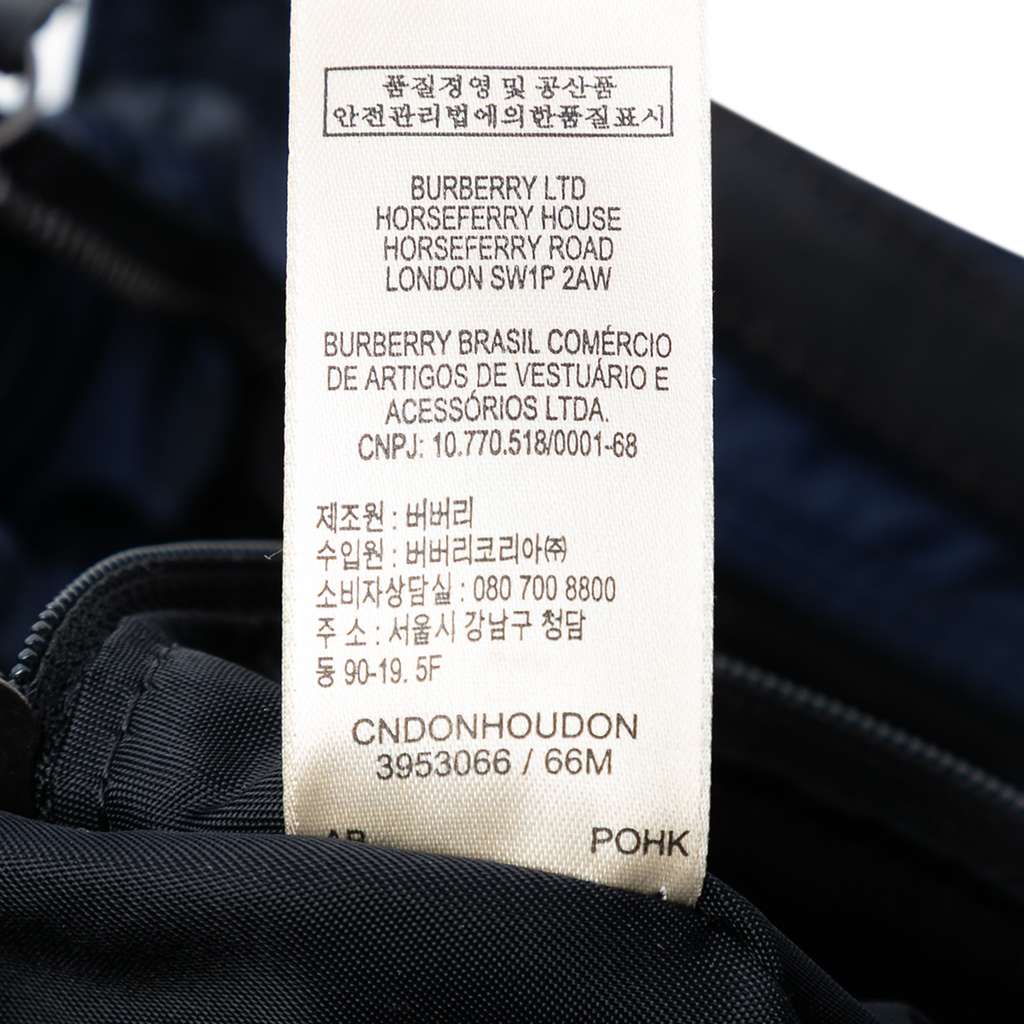 품질경영 및 공산품
안전관리법에의한품질표시
BURBERRY LTD
HORSEFERRY HOUSE
HORSEFERRY ROAD
LONDON SW1P 2AW
BURBERRY BRASIL COMÉRCIO
DE ARTIGOS DE VESTUÁRIO E
ACESSÓRIOS LTDA.
CNPJ: 10.770.518/0001-68
제조원 : 버버리
수입원 : 버버리코리아㈜
소비자상담실 : 080 700 8800
주 소 : 서울시 강남구 청담
동 90-19. 5F
CNDONHOUDON
3953066 / 66M
POHK